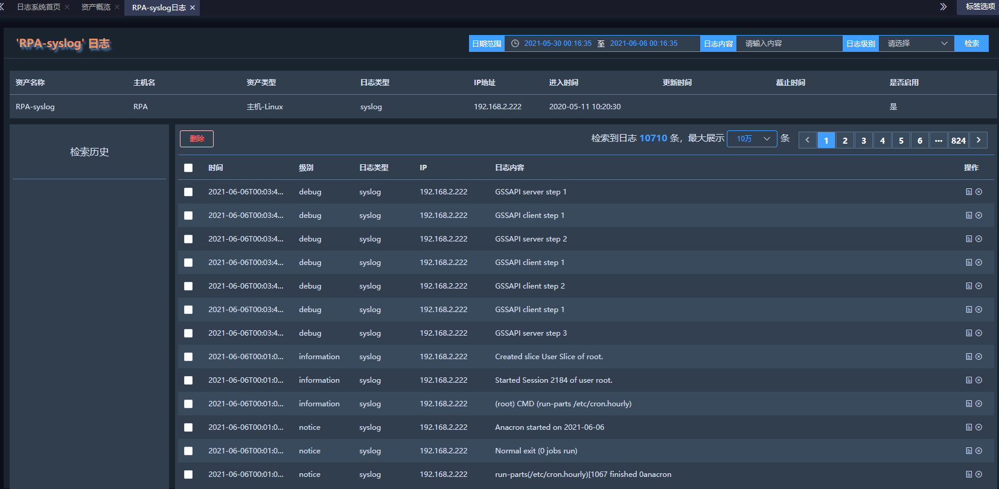 日志系统首页 × 资产概览 × RPA-syslog日志 × 标签选项
'RPA-syslog' 日志 日期范围 2021-05-30 00:16:35 至 2021-06-06 00:16:35 日志内容 请输入内容 日志级别 请选择 检索
资产名称 主机名 资产类型 日志类型 IP地址 进入时间 更新时间 截止时间 是否启用
RPA-syslog RPA 主机-Linux syslog 192.168.2.222 2020-05-11 10:20:30 是
检索历史
删除 检索到日志 10710 条，最大展示 10万 条 1 2 3 4 5 6 ··· 824
时间 级别 日志类型 IP 日志内容 操作
2021-06-06T00:03:4... debug syslog 192.168.2.222 GSSAPI server step 1
2021-06-06T00:03:4... debug syslog 192.168.2.222 GSSAPI client step 1
2021-06-06T00:03:4... debug syslog 192.168.2.222 GSSAPI server step 2
2021-06-06T00:03:4... debug syslog 192.168.2.222 GSSAPI client step 1
2021-06-06T00:03:4... debug syslog 192.168.2.222 GSSAPI client step 2
2021-06-06T00:03:4... debug syslog 192.168.2.222 GSSAPI client step 1
2021-06-06T00:03:4... debug syslog 192.168.2.222 GSSAPI server step 3
2021-06-06T00:01:0... information syslog 192.168.2.222 Created slice User Slice of root.
2021-06-06T00:01:0... information syslog 192.168.2.222 Started Session 2184 of user root.
2021-06-06T00:01:0... information syslog 192.168.2.222 (root) CMD (run-parts /etc/cron.hourly)
2021-06-06T00:01:0... notice syslog 192.168.2.222 Anacron started on 2021-06-06
2021-06-06T00:01:0... notice syslog 192.168.2.222 Normal exit (0 jobs run)
2021-06-06T00:01:0... notice syslog 192.168.2.222 run-parts(/etc/cron.hourly)[1067 finished 0anacron